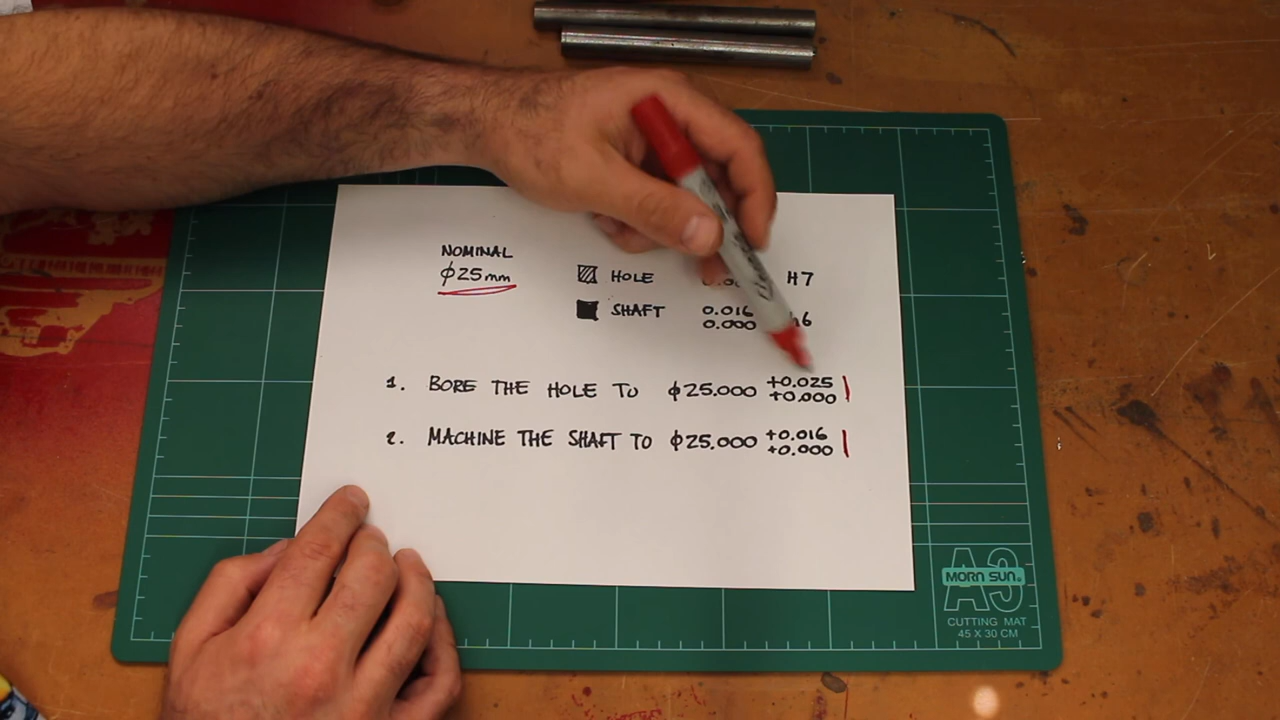 NOMINAL
ϕ25mm
HOLE H7
SHAFT 0.016
0.000
1. BORE THE HOLE TO ϕ25.000 +0.025
+0.000
2. MACHINE THE SHAFT TO ϕ25.000 +0.016
+0.000
A3
MORN SUN®
CUTTING MAT
45 X 30 CM